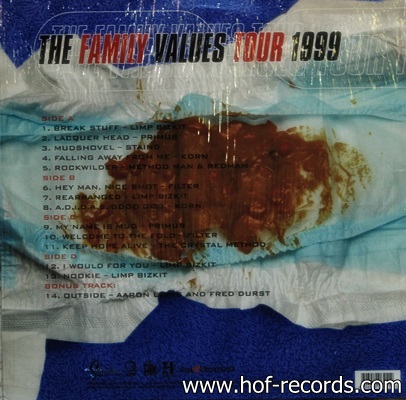 THE FAMILY VALUES TOUR 1999
SIDE A
1. BREAK STUFF - LIMP BIZKIT
2. LACQUER HEAD - PRIMUS
3. MUDSHOVEL - STAIND
4. FALLING AWAY FROM ME - KORN
5. ROCKWILDER - METHOD MAN & REDMAN
SIDE B
6. HEY MAN, NICE SHOT - FILTER
7. REARRANGED - LIMP BIZKIT
8. A.D.I.D.A.S./GOOD GOD - KORN
SIDE
9. MY NAME IS MUD - PRIMUS
10. WELCOME TO THE FOLD - FILTER
11. KEEP HOPE ALIVE - THE CRYSTAL METHOD
SIDE D
12. I WOULD FOR YOU - LIMP BIZKIT
13. NOOKIE - LIMP BIZKIT
BONUS TRACK:
14. OUTSIDE - AARON LEWIS AND FRED DURST
www.hof-records.com